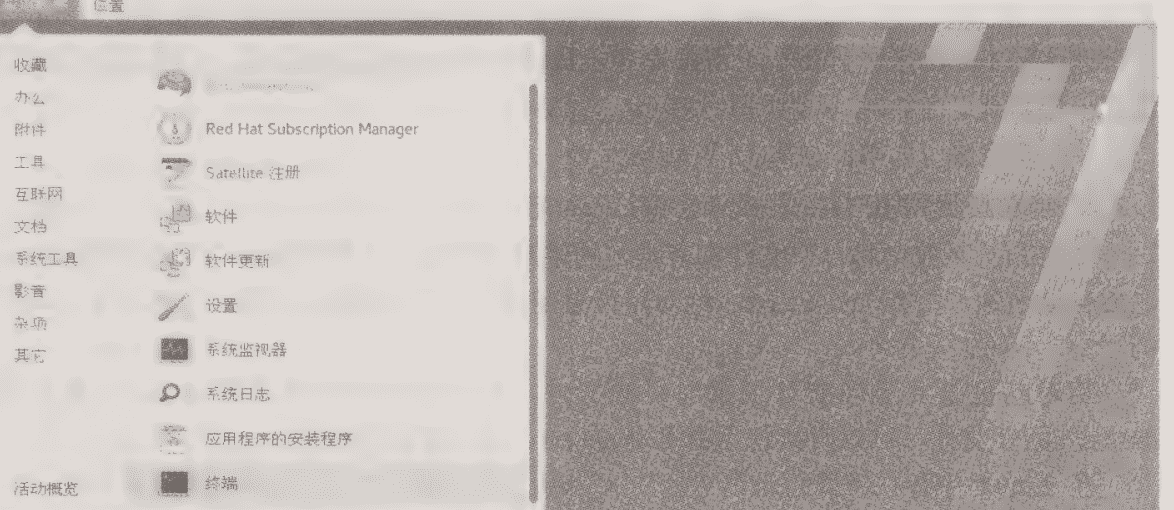 位置
收藏
办公
附件
工具
互联网
文档
系统工具
影音
杂项
其它
活动概览
Red Hat Subscription Manager
Satellite 注册
软件
软件更新
设置
系统监视器
系统日志
应用程序的安装程序
终端